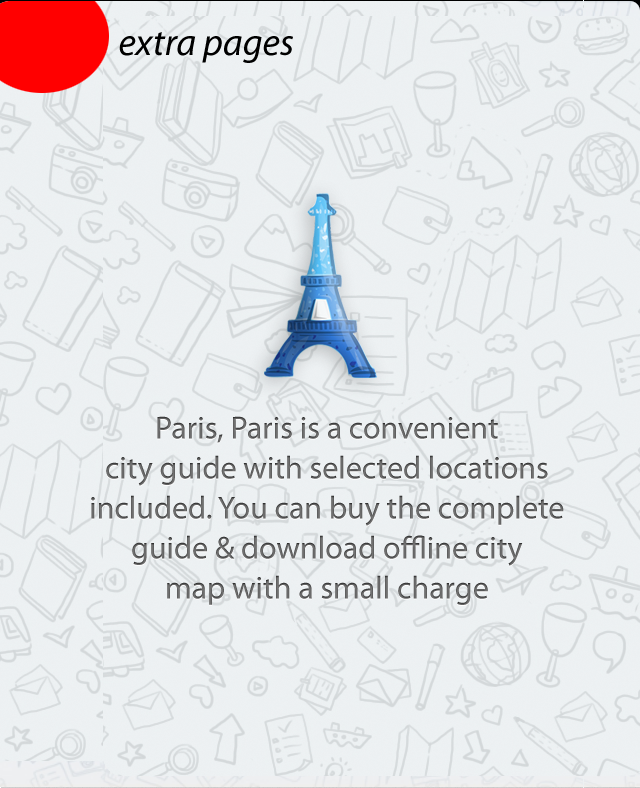 extra pages
Paris, Paris is a convenient
city guide with selected locations
included. You can buy the complete
guide & download offline city
map with a small charge